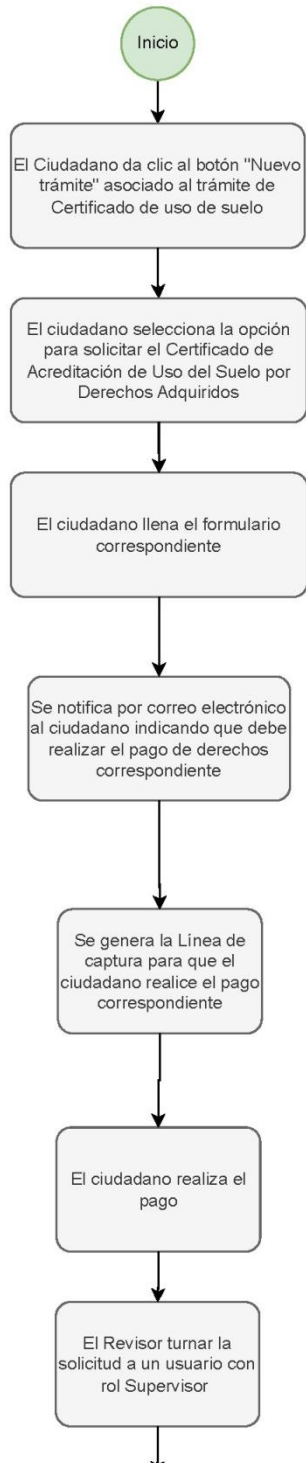 Inicio
El Ciudadano da clic al botón "Nuevo
trámite" asociado al trámite de
Certificado de uso de suelo
El ciudadano selecciona la opción
para solicitar el Certificado de
Acreditación de Uso del Suelo por
Derechos Adquiridos
El ciudadano llena el formulario
correspondiente
Se notifica por correo electrónico
al ciudadano indicando que debe
realizar el pago de derechos
correspondiente
Se genera la Línea de
captura para que el
ciudadano realice el pago
correspondiente
El ciudadano realiza el
pago
El Revisor turnar la
solicitud a un usuario con
rol Supervisor